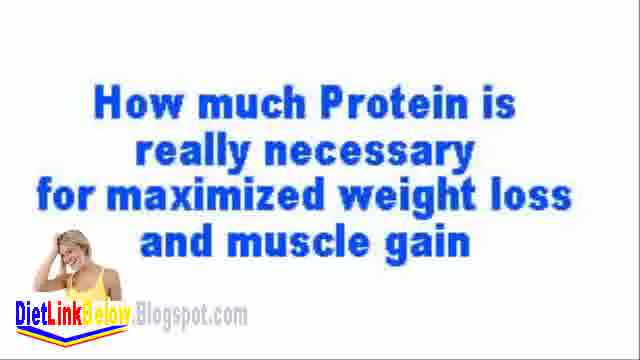 How much Protein is
really necessary
for maximized weight loss
and muscle gain
DietLinkBelow.Blogspot.com